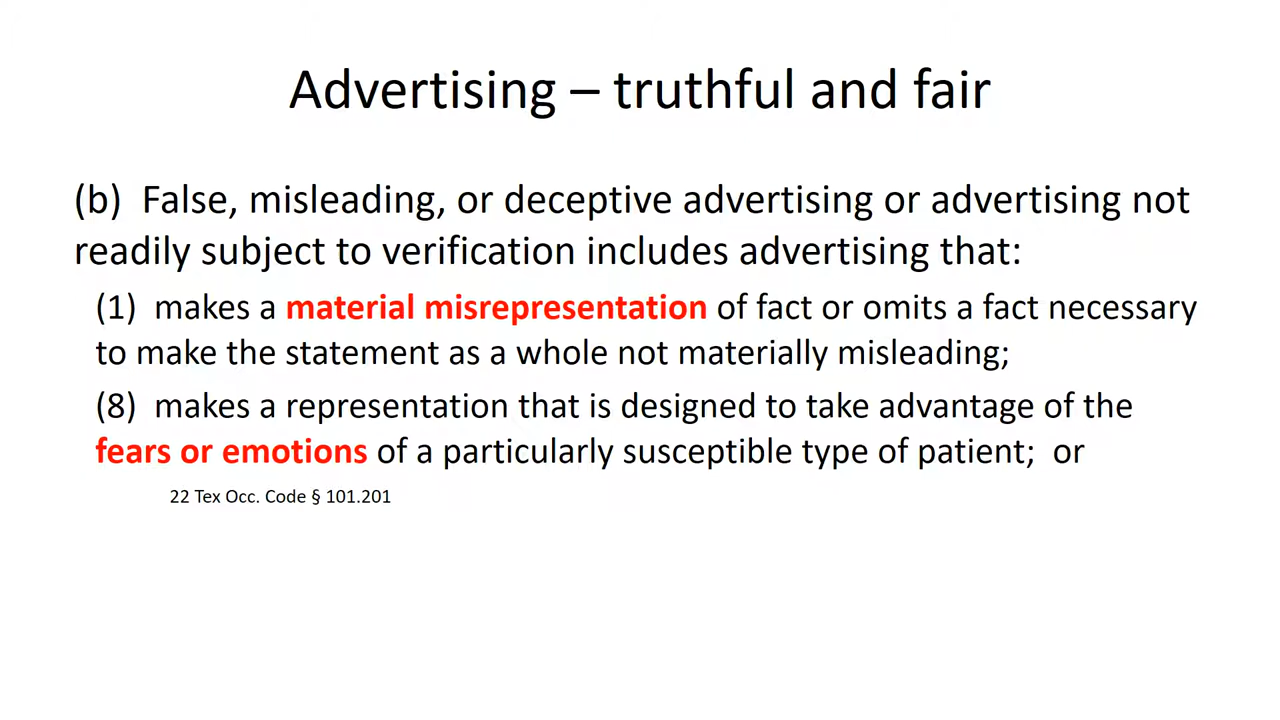 Advertising – truthful and fair
(b)  False, misleading, or deceptive advertising or advertising not
readily subject to verification includes advertising that:
(1)  makes a material misrepresentation of fact or omits a fact necessary
to make the statement as a whole not materially misleading;
(8)  makes a representation that is designed to take advantage of the
fears or emotions of a particularly susceptible type of patient;  or
22 Tex Occ. Code § 101.201